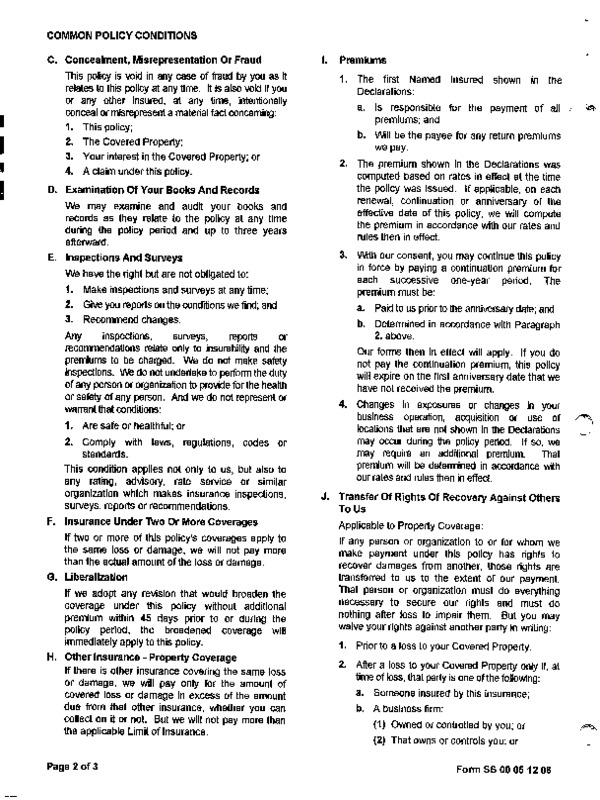 COMMON POLICY CONDITIONS
C. Concealment, Misrepresentation Or Fraud
This policy is void in any case of fraud by you as it
relates to this policy at any time. It is also void if you
or any other insured, at any time, intentionally
conceal or misrepresent a material fact concerning:
1. This policy;
2. The Covered Property;
3. Your interest in the Covered Property; or
4. A claim under this policy.
D. Examination Of Your Books And Records
We may examine and audit your books and
records as they relate to the policy at any time
during the policy period and up to three years
afterward.
E. Inspections And Surveys
We have the right but are not obligated to:
1. Make inspections and surveys at any time;
2. Give you reports on the conditions we find; and
3. Recommend changes.
Any inspections, surveys, reports or
recommendations relate only to insurability and the
premiums to be charged. We do not make safety
inspections. We do not undertake to perform the duty
of any person or organization to provide for the health
or safety of any person. And we do not represent or
warrant that conditions:
1. Are safe or healthful; or
2. Comply with laws, regulations, codes or
standards.
This condition applies not only to us, but also to
any rating, advisory, rate service or similar
organization which makes insurance inspections,
surveys, reports or recommendations.
F. Insurance Under Two Or More Coverages
If two or more of this policy's coverages apply to
the same loss or damage, we will not pay more
than the actual amount of the loss or damage.
G. Liberalization
If we adopt any revision that would broaden the
coverage under this policy without additional
premium within 45 days prior to or during the
policy period, the broadened coverage will
immediately apply to this policy.
H. Other Insurance - Property Coverage
If there is other insurance covering the same loss
or damage, we will pay only for the amount of
covered loss or damage in excess of the amount
due from that other insurance, whether you can
collect on it or not. But we will not pay more than
the applicable Limit of Insurance.
I. Premiums
1. The first Named Insured shown in the
Declarations:
a. Is responsible for the payment of all
premiums; and
b. Will be the payee for any return premiums
we pay.
2. The premium shown in the Declarations was
computed based on rates in effect at the time
the policy was issued. If applicable, on each
renewal, continuation or anniversary of the
effective date of this policy, we will compute
the premium in accordance with our rates and
rules then in effect.
3. With our consent, you may continue this policy
in force by paying a continuation premium for
each successive one-year period. The
premium must be:
a. Paid to us prior to the anniversary date; and
b. Determined in accordance with Paragraph
2. above.
Our forms then in effect will apply. If you do
not pay the continuation premium, this policy
will expire on the first anniversary date that we
have not received the premium.
4. Changes in exposures or changes in your
business operation, acquisition or use of
locations that are not shown in the Declarations
may occur during the policy period. If so, we
may require an additional premium. That
premium will be determined in accordance with
our rates and rules then in effect.
J. Transfer Of Rights Of Recovery Against Others
To Us
Applicable to Property Coverage:
If any person or organization to or for whom we
make payment under this policy has rights to
recover damages from another, those rights are
transferred to us to the extent of our payment.
That person or organization must do everything
necessary to secure our rights and must do
nothing after loss to impair them. But you may
waive your rights against another party in writing:
1. Prior to a loss to your Covered Property.
2. After a loss to your Covered Property only if, at
time of loss, that party is one of the following:
a. Someone insured by this insurance;
b. A business firm:
(1) Owned or controlled by you; or
(2) That owns or controls you; or
Page 2 of 3
Form SS 00 05 12 06